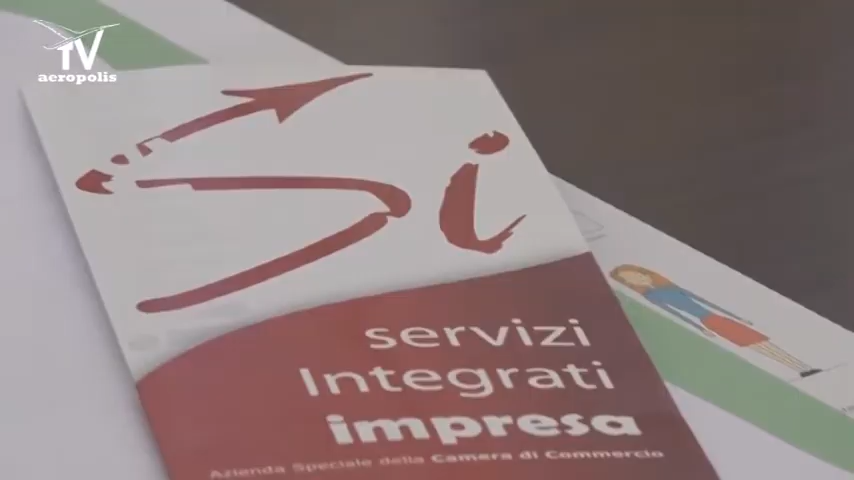 TV
aeropolis
Si
servizi
Integrati
impresa
Azienda Speciale della Camera di Commercio